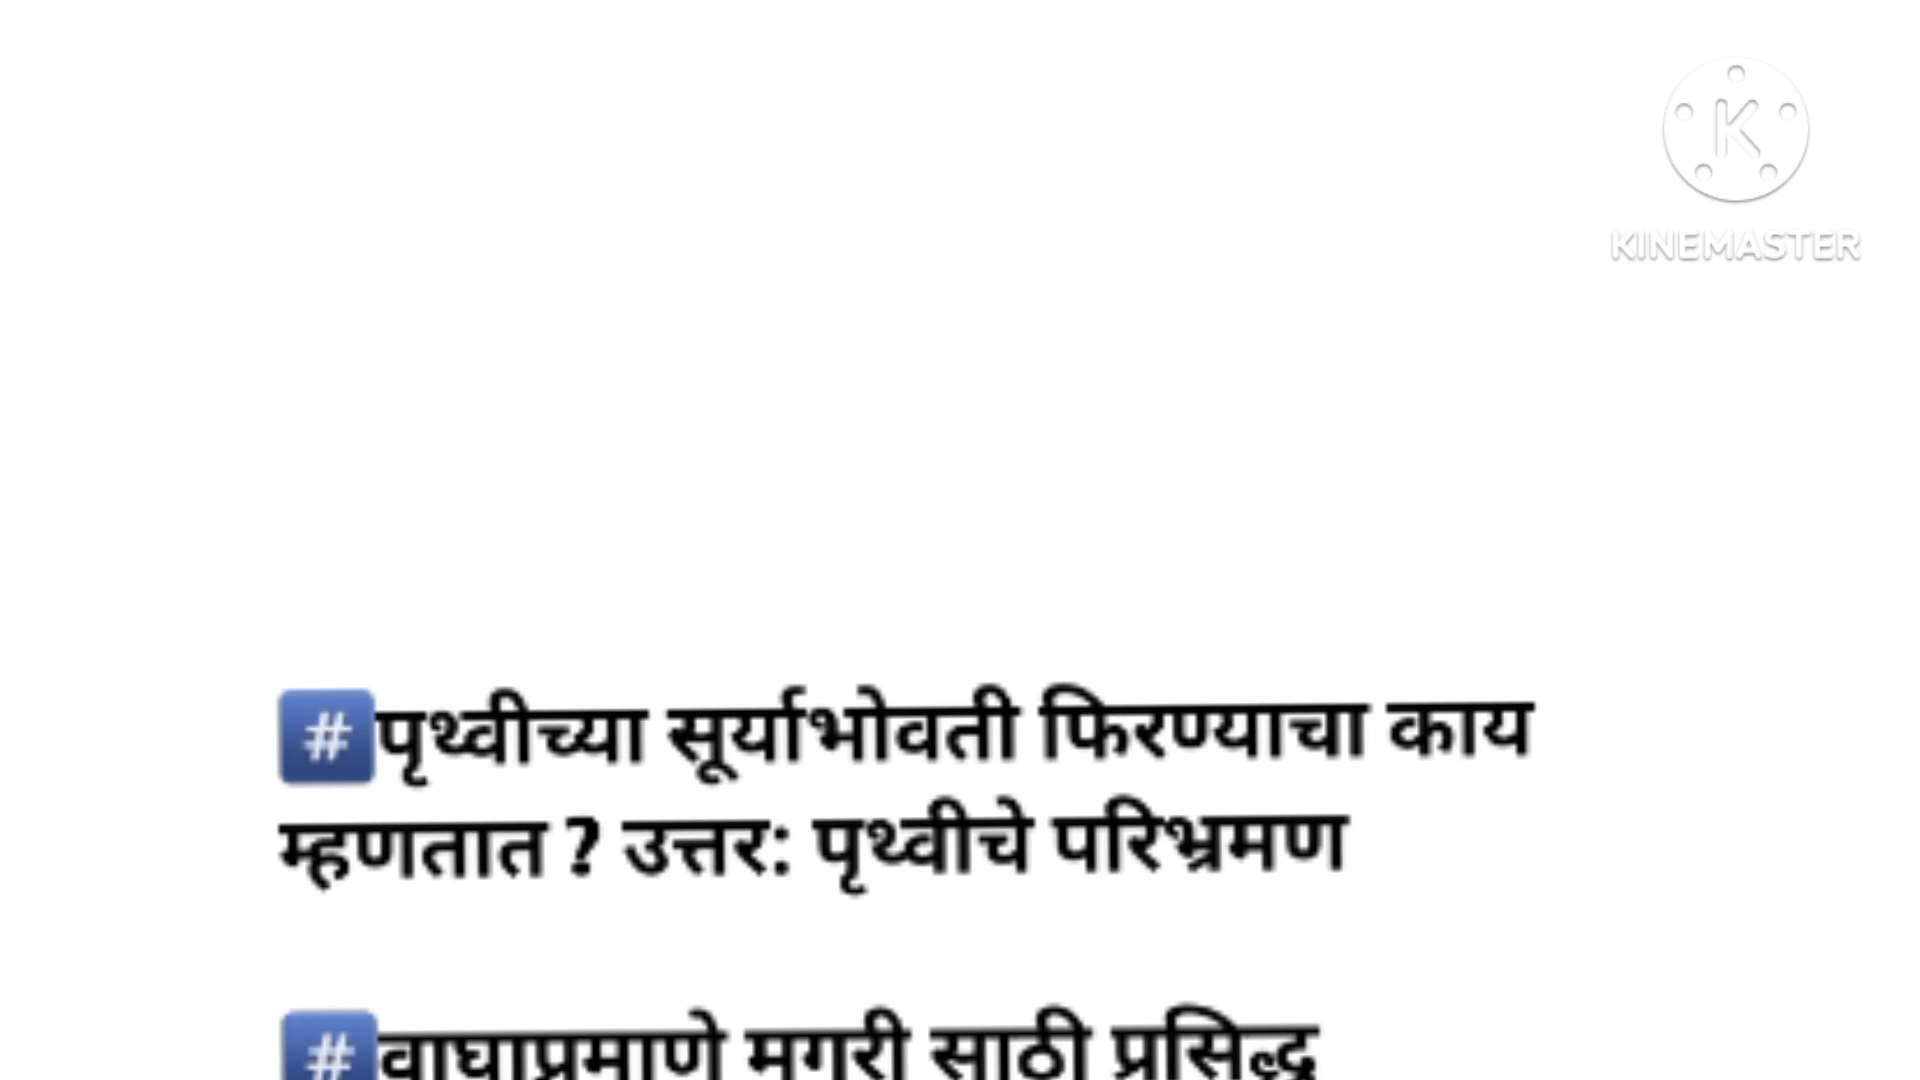 K
KINEMASTER
#पृथ्वीच्या सूर्याभोवती फिरण्याचा काय
म्हणतात ? उत्तर: पृथ्वीचे परिभ्रमण
#वाघाप्रमाणे मगरी साठी प्रसिद्ध